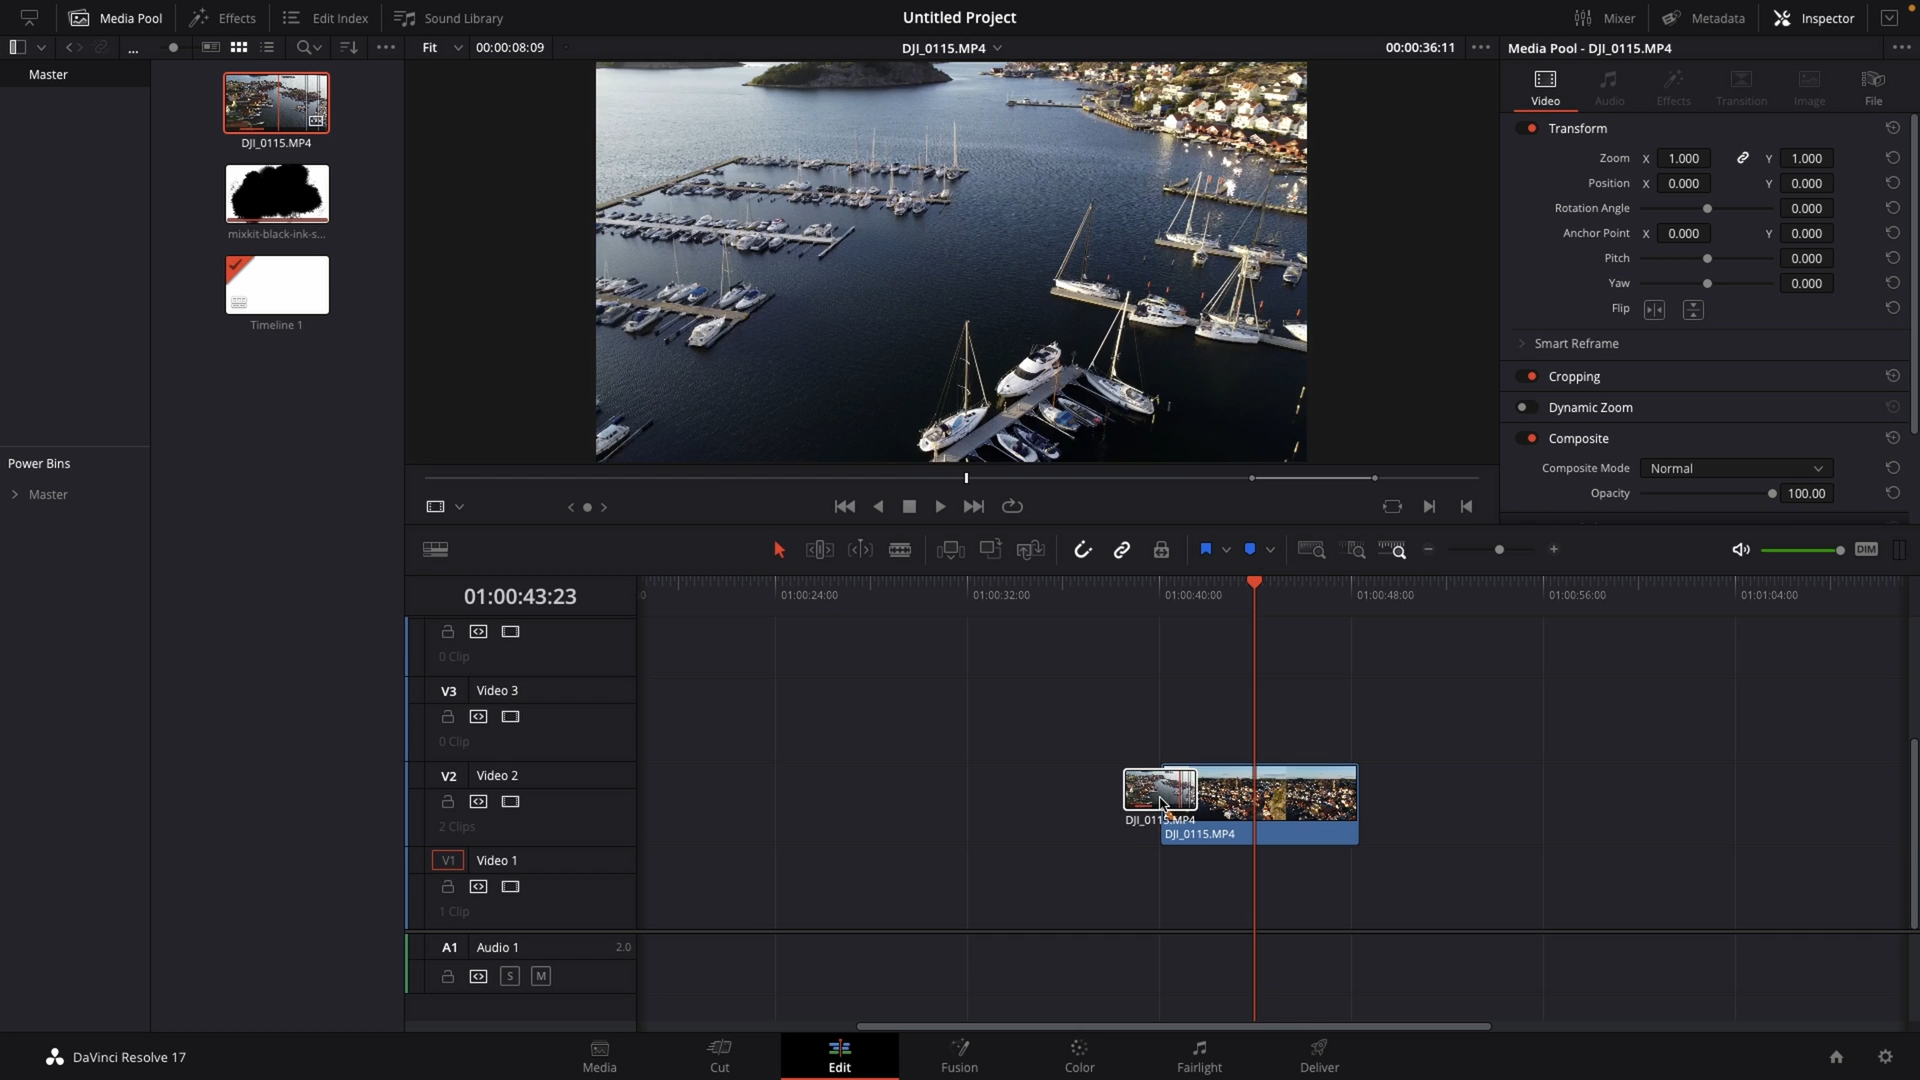 Media Pool
Effects
Edit Index
Sound Library
Untitled Project
Mixer
Metadata
Inspector
...
Fit
00:00:08:09
DJI_0115.MP4
00:00:36:11
Media Pool - DJI_0115.MP4
Master
Video
Audio
Effects
Transition
Image
File
DJI_0115.MP4
mixkit-black-ink-s...
Timeline 1
Transform
Zoom X 1.000 Y 1.000
Position X 0.000 Y 0.000
Rotation Angle 0.000
Anchor Point X 0.000 Y 0.000
Pitch 0.000
Yaw 0.000
Flip
Smart Reframe
Cropping
Dynamic Zoom
Composite
Composite Mode Normal
Opacity 100.00
Power Bins
Master
DIM
01:00:43:23
0
01:00:24:00
01:00:32:00
01:00:40:00
01:00:48:00
01:00:56:00
01:01:04:00
0 Clip
V3 Video 3
0 Clip
V2 Video 2
2 Clips
DJI_0115.MP4
DJI_0115.MP4
V1 Video 1
1 Clip
A1 Audio 1 2.0
S M
DaVinci Resolve 17
Media
Cut
Edit
Fusion
Color
Fairlight
Deliver